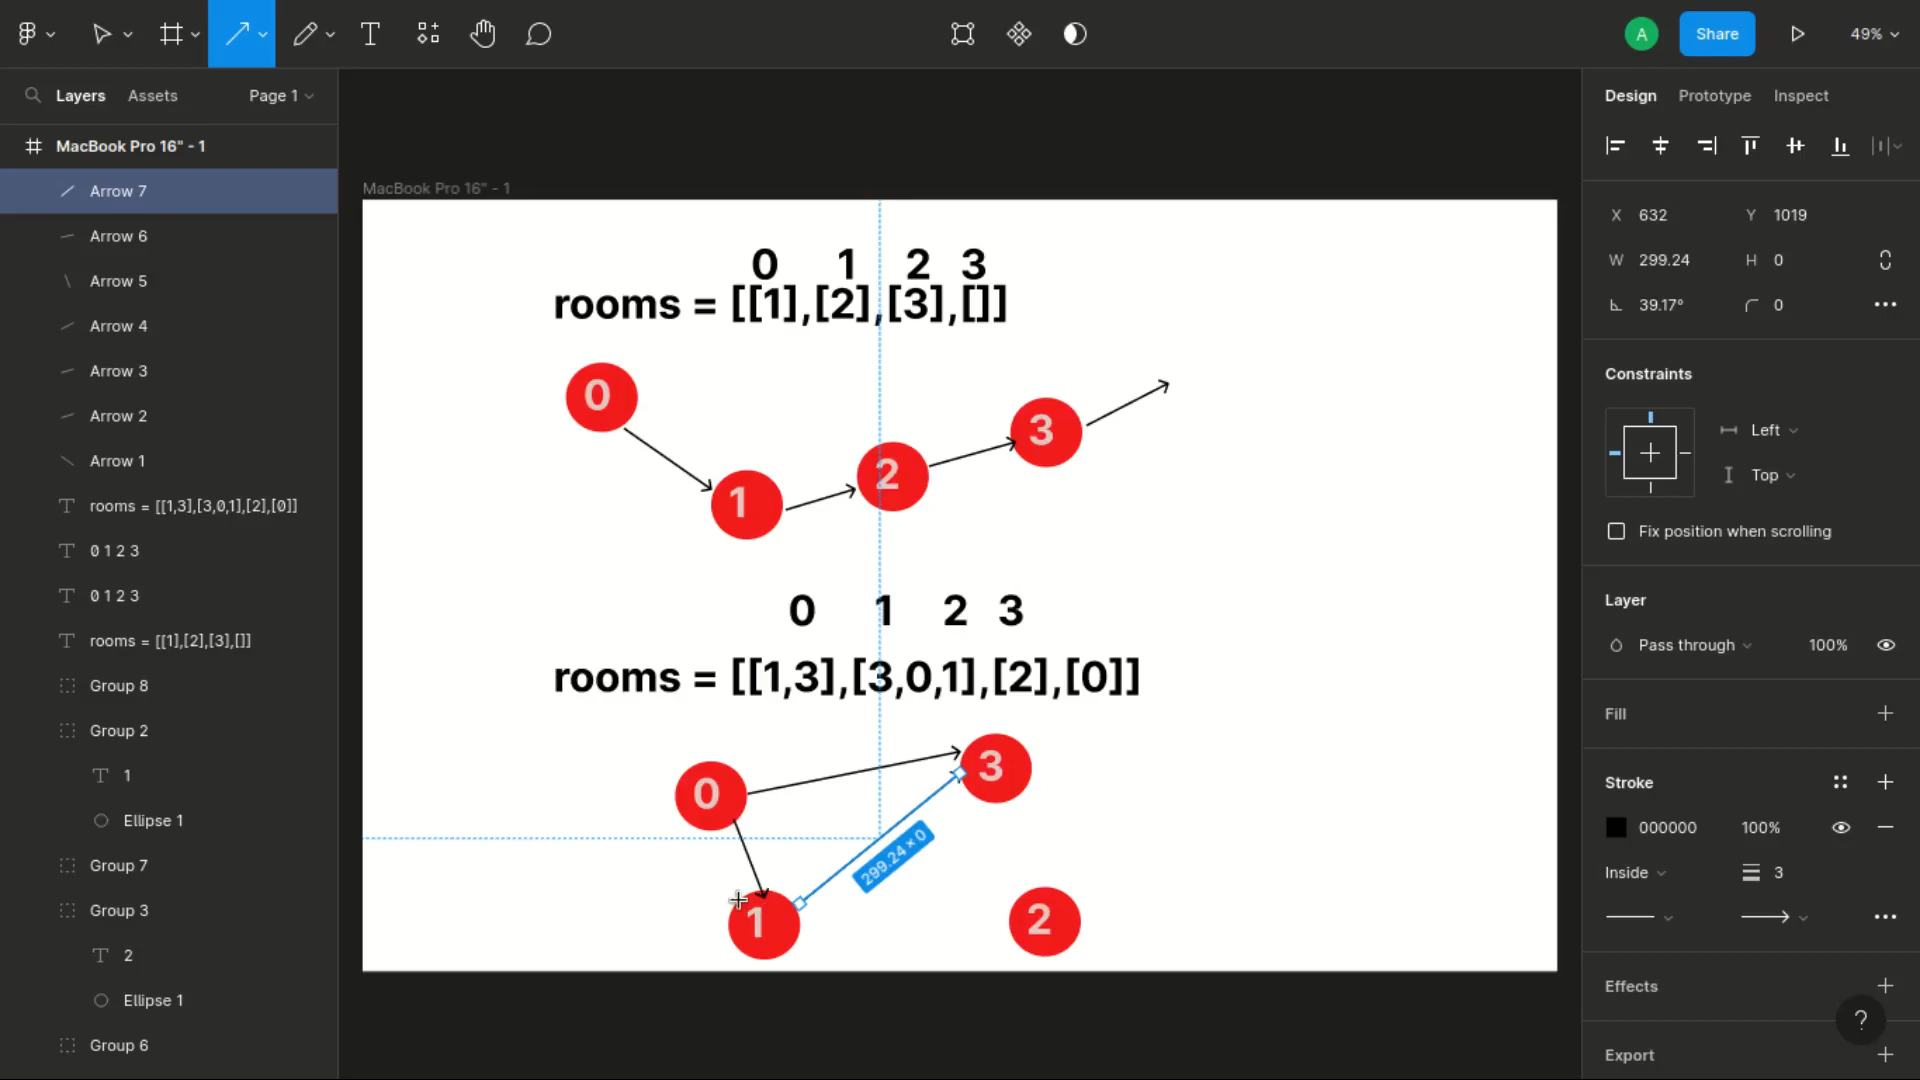 A
Share
49%
Layers
Assets
Page 1
Design
Prototype
Inspect
MacBook Pro 16" - 1
Arrow 7
Arrow 6
Arrow 5
Arrow 4
Arrow 3
Arrow 2
Arrow 1
rooms = [[1,3],[3,0,1],[2],[0]]
0 1 2 3
0 1 2 3
rooms = [[1],[2],[3],[]]
Group 8
Group 2
1
Ellipse 1
Group 7
Group 3
2
Ellipse 1
Group 6
MacBook Pro 16" - 1
0 1 2 3
rooms = [[1],[2],[3],[]]
0
3
2
1
0 1 2 3
rooms = [[1,3],[3,0,1],[2],[0]]
3
0
299.24 × 0
1
2
X 632 Y 1019
W 299.24 H 0
39.17° 0
Constraints
Left
Top
Fix position when scrolling
Layer
Pass through 100%
Fill
Stroke
000000 100%
Inside 3
Effects
?
Export